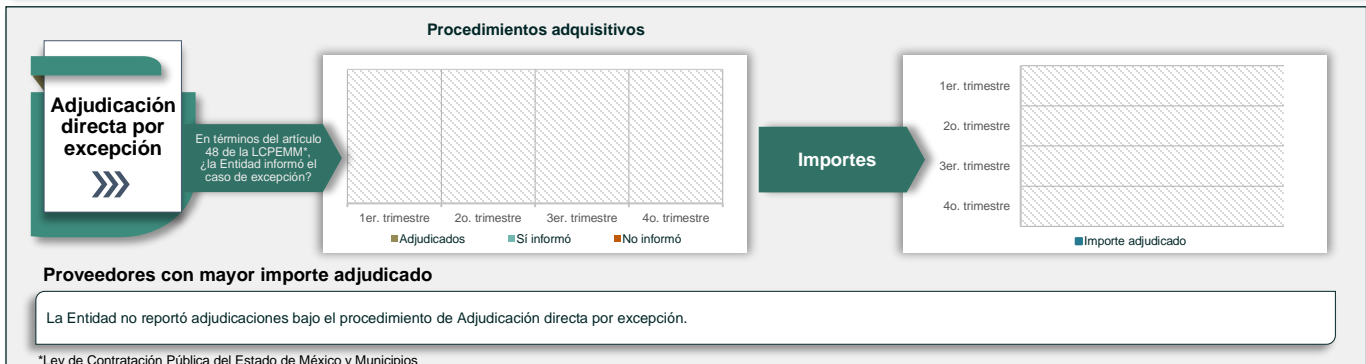 Procedimientos adquisitivos
Adjudicación
directa por
excepción
En términos del artículo
48 de la LCPEMM*,
¿la Entidad informó el
caso de excepción?
1er. trimestre 2o. trimestre 3er. trimestre 4o. trimestre
Adjudicados Sí informó No informó
Importes
1er. trimestre
2o. trimestre
3er. trimestre
4o. trimestre
Importe adjudicado
Proveedores con mayor importe adjudicado
La Entidad no reportó adjudicaciones bajo el procedimiento de Adjudicación directa por excepción.
*Ley de Contratación Pública del Estado de México y Municipios